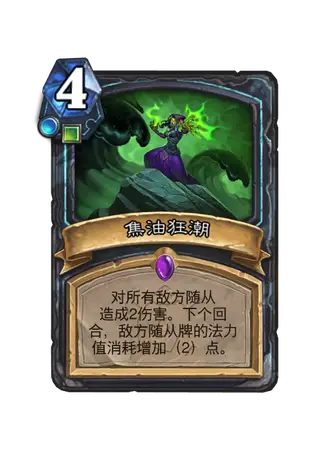 4
焦油狂潮
对所有敌方随从
造成2伤害。下个回
合，敌方随从牌的法力
值消耗增加（2）点。